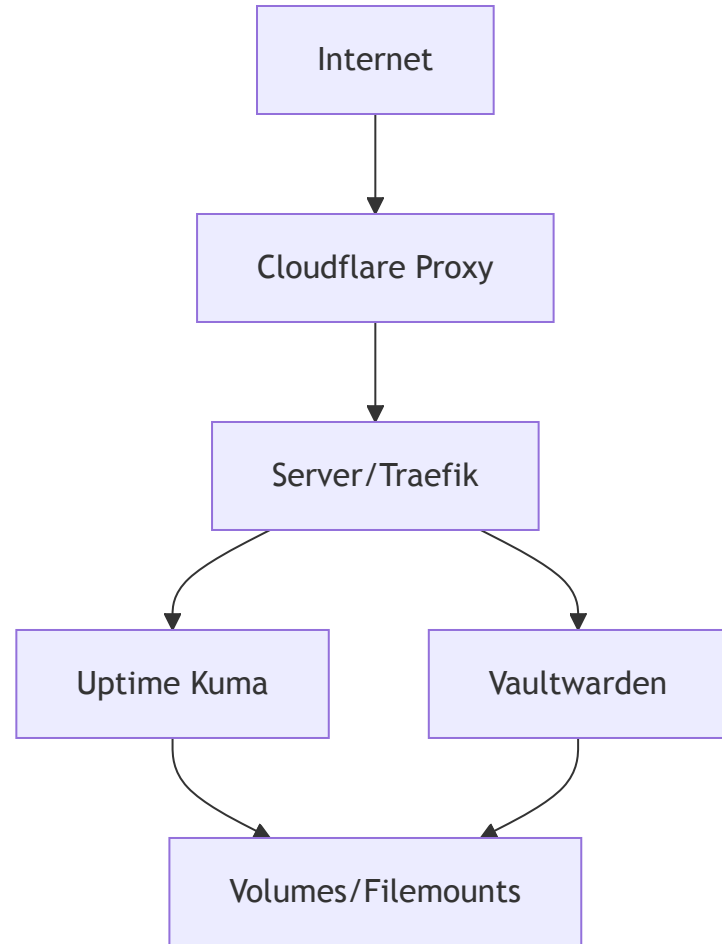 Internet
Cloudflare Proxy
Server/Traefik
Uptime Kuma
Vaultwarden
Volumes/Filemounts